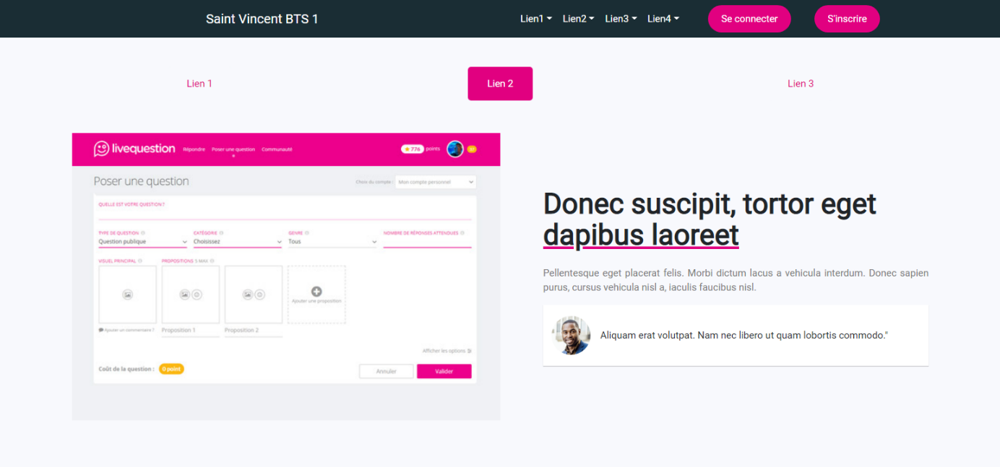 Saint Vincent BTS 1
Lien1 Lien2 Lien3 Lien4 Se connecter S'inscrire
Lien 1 Lien 2 Lien 3
livequestion Répondre Poser une question Communauté 776 points
Poser une question
Choix du compte : Mon compte personnel
QUELLE EST VOTRE QUESTION ?
TYPE DE QUESTION CATÉGORIE GENRE NOMBRE DE RÉPONSES ATTENDUES
Question publique Choisissez Tous
VISUEL PRINCIPAL PROPOSITIONS 5 MAX
Ajouter une proposition
Ajouter un commentaire ? Proposition 1 Proposition 2
Afficher les options
Coût de la question : 0 point Annuler Valider
Donec suscipit, tortor eget
dapibus laoreet
Pellentesque eget placerat felis. Morbi dictum lacus a vehicula interdum. Donec sapien
purus, cursus vehicula nisl a, iaculis faucibus nisl.
Aliquam erat volutpat. Nam nec libero ut quam lobortis commodo."